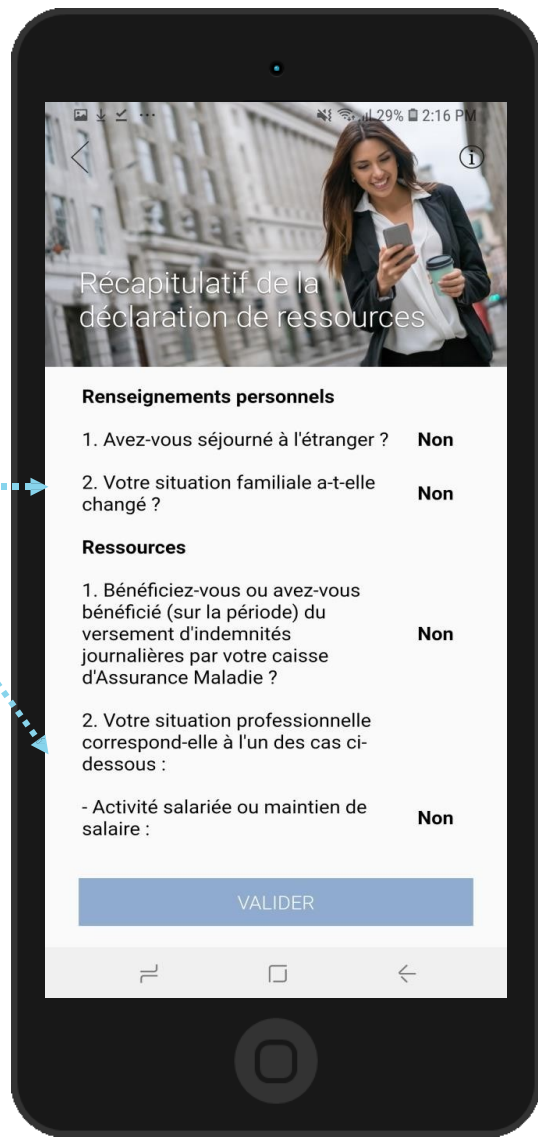 29% 2:16 PM
Récapitulatif de la
déclaration de ressources
Renseignements personnels
1. Avez-vous séjourné à l'étranger ? Non
2. Votre situation familiale a-t-elle
changé ? Non
Ressources
1. Bénéficiez-vous ou avez-vous
bénéficié (sur la période) du
versement d'indemnités
journalières par votre caisse
d'Assurance Maladie ? Non
2. Votre situation professionnelle
correspond-elle à l'un des cas ci-
dessous :
- Activité salariée ou maintien de
salaire : Non
VALIDER